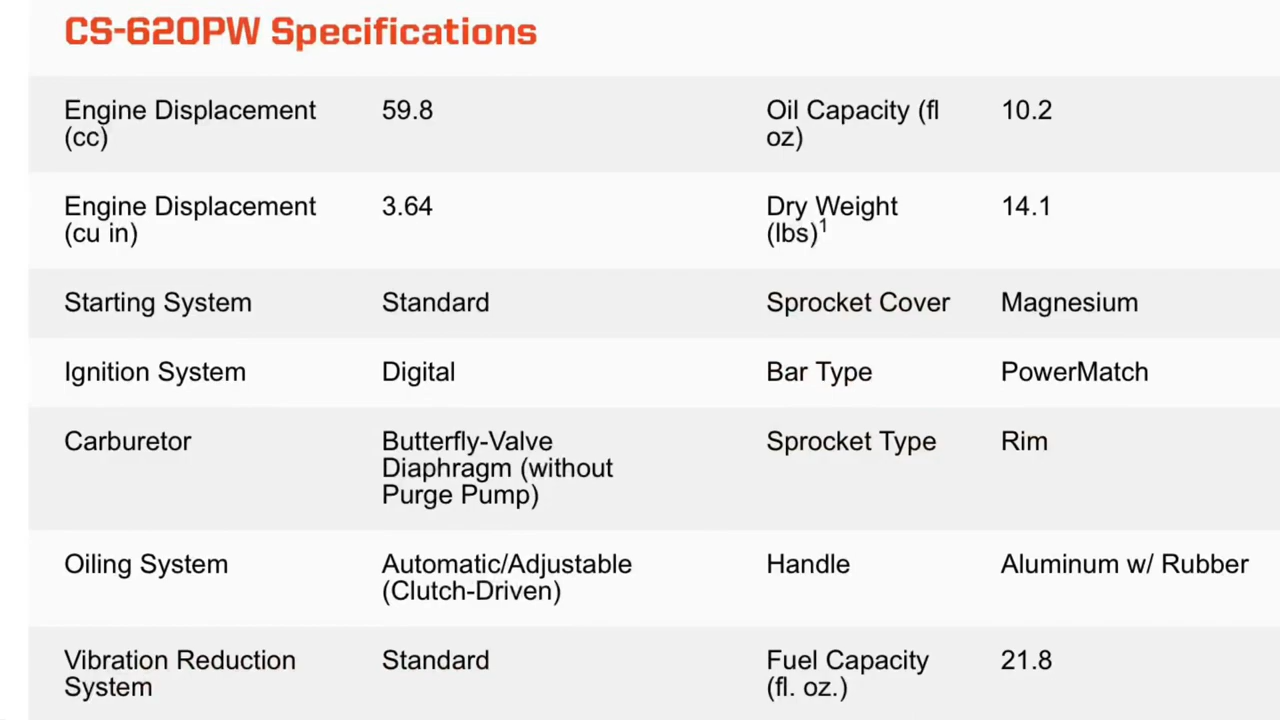 CS-620PW Specifications
Engine Displacement (cc) 59.8 Oil Capacity (fl oz) 10.2
Engine Displacement (cu in) 3.64 Dry Weight (lbs)1 14.1
Starting System Standard Sprocket Cover Magnesium
Ignition System Digital Bar Type PowerMatch
Carburetor Butterfly-Valve Diaphragm (without Purge Pump) Sprocket Type Rim
Oiling System Automatic/Adjustable (Clutch-Driven) Handle Aluminum w/ Rubber
Vibration Reduction System Standard Fuel Capacity (fl. oz.) 21.8